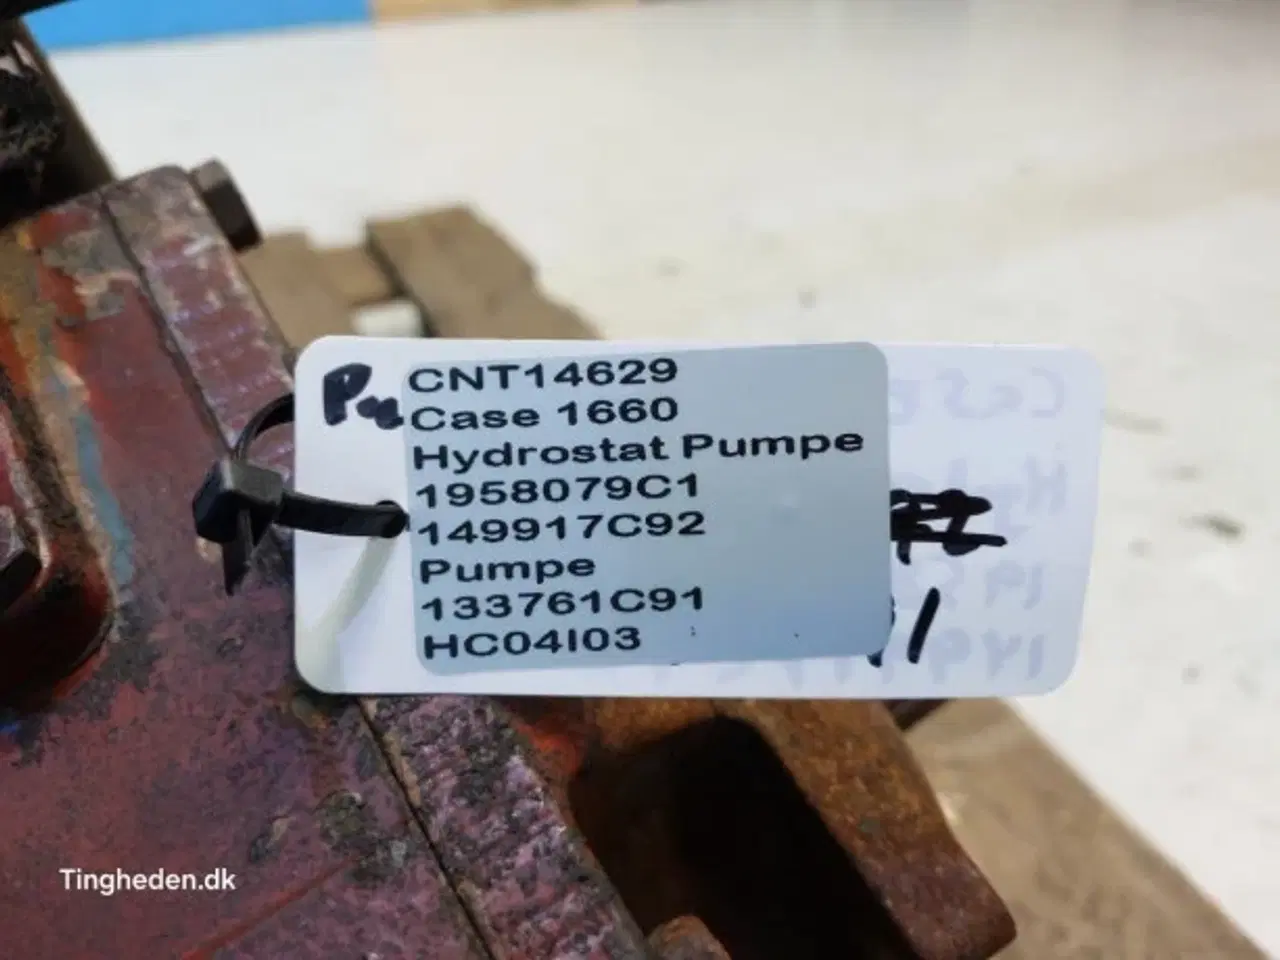 CNT14629
Case 1660
Hydrostat Pumpe
1958079C1
149917C92
Pumpe
133761C91
HC04I03
Tingheden.dk